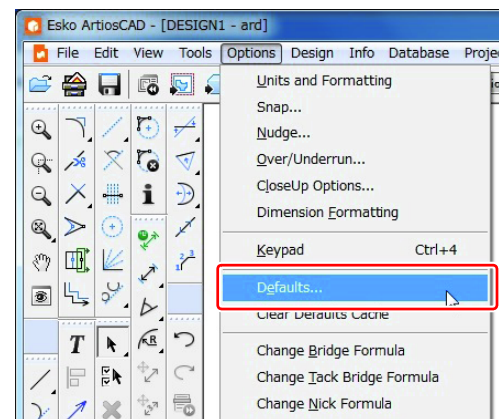 Esko ArtiosCAD - [DESIGN1 - ard]
File Edit View Tools Options Design Info Database
Units and Formatting
Snap...
Nudge...
Over/Underrun...
CloseUp Options...
Dimension Formatting
Keypad Ctrl+4
Defaults...
Clear Defaults Cache
Change Bridge Formula
Change Tack Bridge Formula
Change Nick Formula